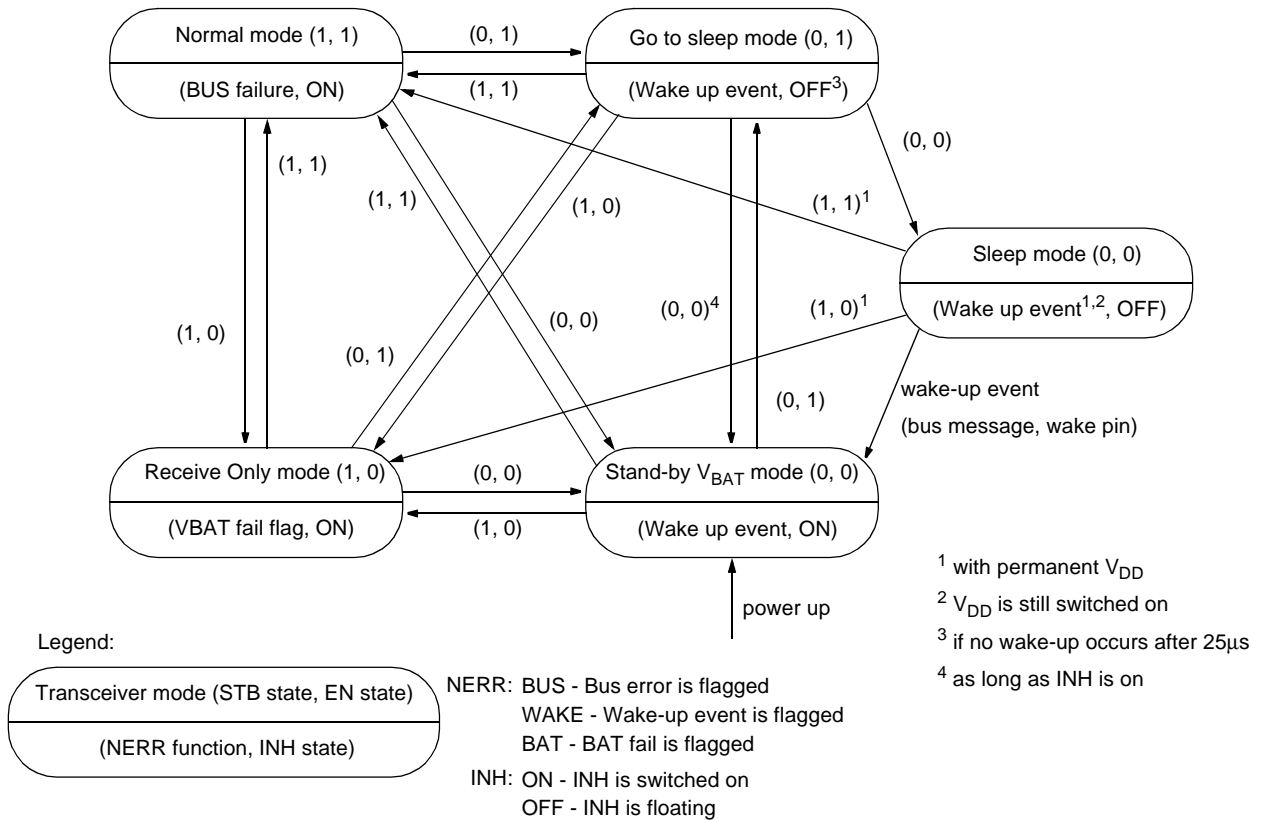 Normal mode (1, 1)
(BUS failure, ON)
(0, 1)
(1, 1)
Go to sleep mode (0, 1)
(Wake up event, OFF³)
(0, 0)
(1, 1)
(1, 1)
(1, 0)
(1, 1)¹
Sleep mode (0, 0)
(Wake up event¹,², OFF)
(1, 0)
(0, 1)
(0, 0)
(0, 0)⁴
(1, 0)¹
(0, 1)
wake-up event
(bus message, wake pin)
Receive Only mode (1, 0)
(VBAT fail flag, ON)
(0, 0)
(1, 0)
Stand-by VBAT mode (0, 0)
(Wake up event, ON)
power up
¹ with permanent VDD
² VDD is still switched on
³ if no wake-up occurs after 25µs
⁴ as long as INH is on
Legend:
Transceiver mode (STB state, EN state)
(NERR function, INH state)
NERR: BUS - Bus error is flagged
WAKE - Wake-up event is flagged
BAT - BAT fail is flagged
INH: ON - INH is switched on
OFF - INH is floating